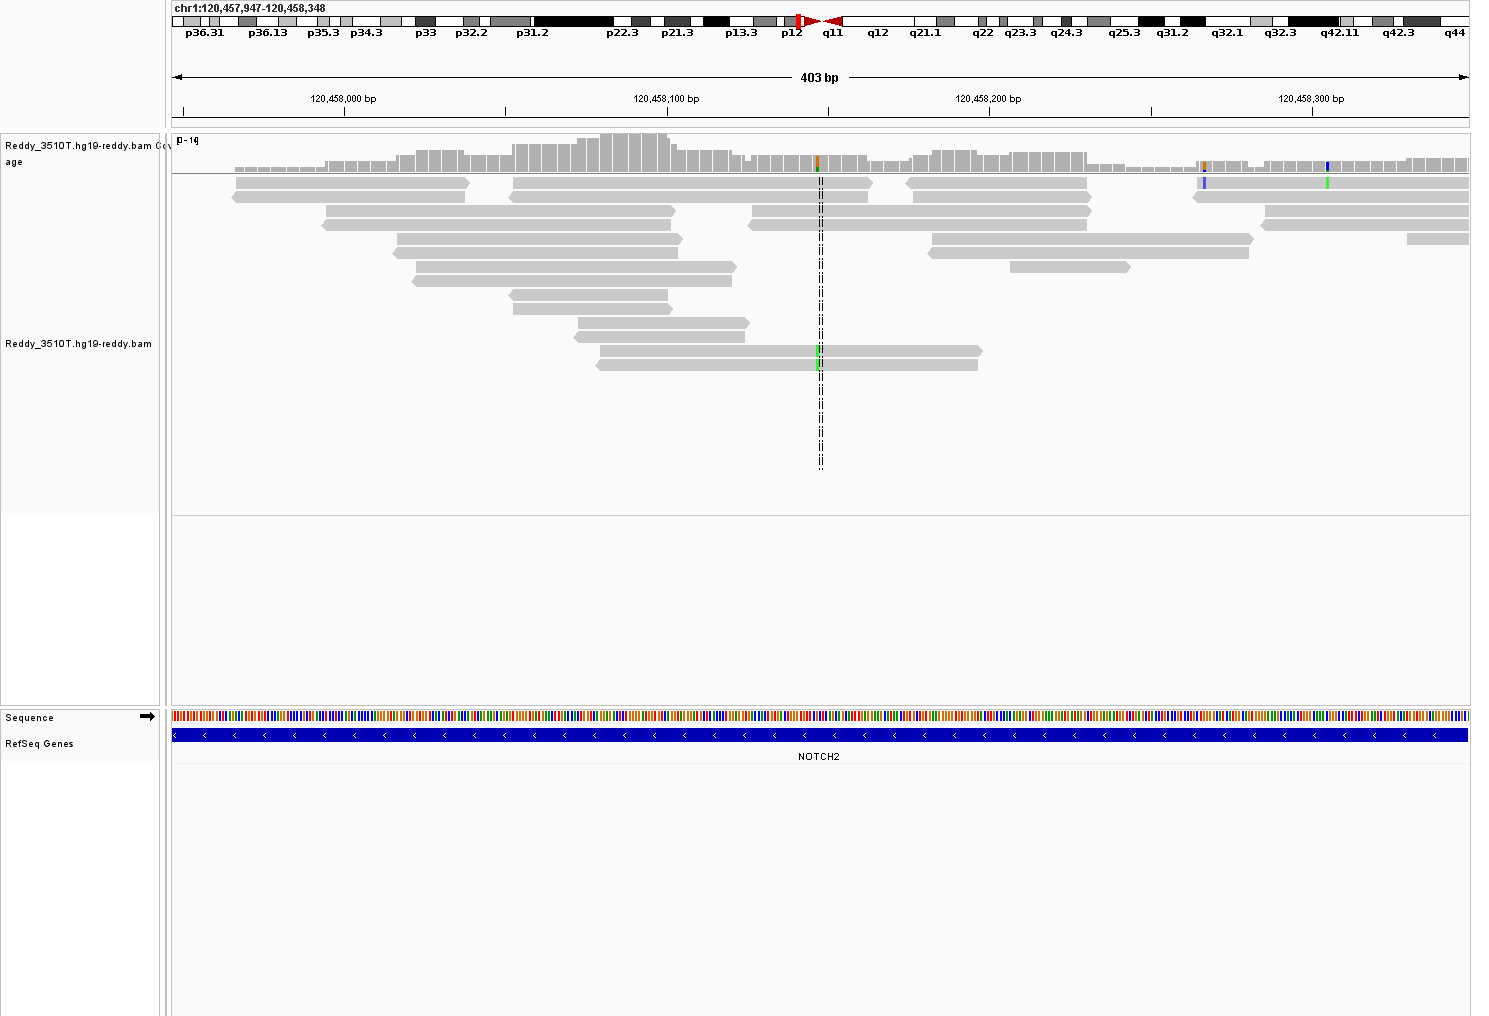 chr1:120,457,947-120,458,348
p36.31 p36.13 p35.3 p34.3 p33 p32.2 p31.2 p22.3 p21.3 p13.3 p12 q11 q12 q21.1 q22 q23.3 q24.3 q25.3 q31.2 q32.1 q32.3 q42.11 q42.3 q44
403 bp
120,458,000 bp 120,458,100 bp 120,458,200 bp 120,458,300 bp
[0 - 14]
Reddy_3510T.hg19-reddy.bam Cov
age
Reddy_3510T.hg19-reddy.bam
Sequence
RefSeq Genes
NOTCH2